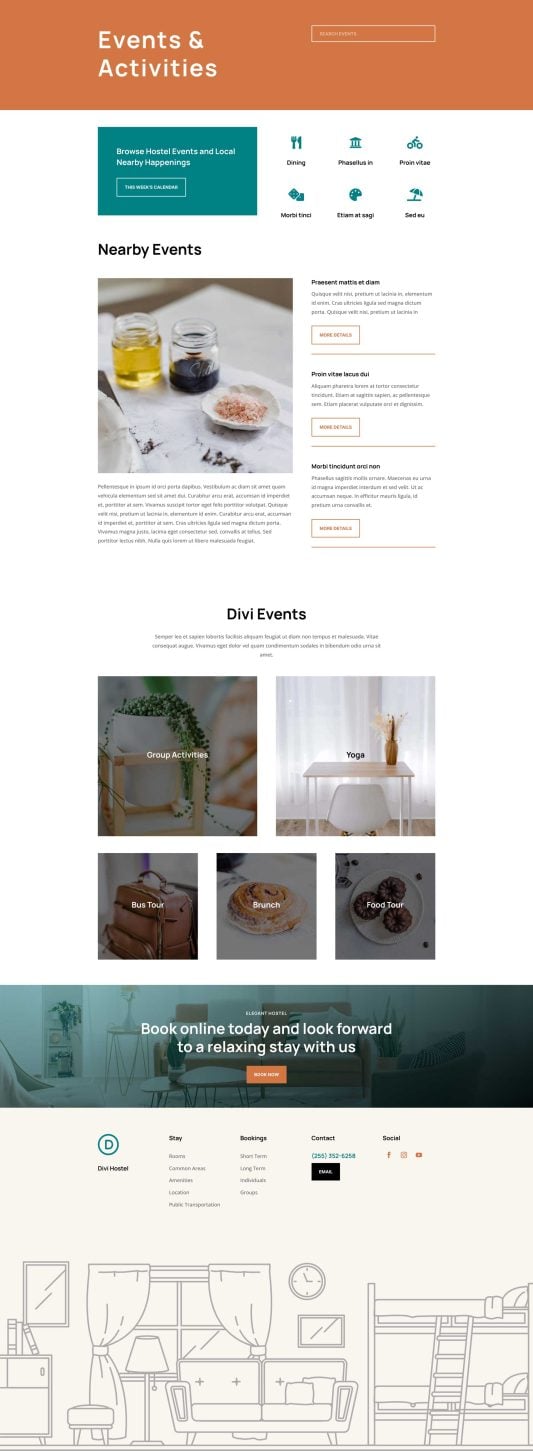 Events &
Activities
SEARCH EVENTS
Browse Hostel Events and Local
Nearby Happenings
THIS WEEK'S CALENDAR
Dining
Phasellus in
Proin vitae
Morbi tinci
Etiam at sagi
Sed eu
Nearby Events
Pellentesque in ipsum id orci porta dapibus. Vestibulum ac diam sit amet quam
vehicula elementum sed sit amet dui. Curabitur arcu erat, accumsan id imperdiet
et, porttitor at sem. Vivamus suscipit tortor eget felis porttitor volutpat. Quisque
velit nisi, pretium ut lacinia in, elementum id enim. Curabitur arcu erat, accumsan
id imperdiet et, porttitor at sem. Cras ultricies ligula sed magna dictum porta.
Vivamus magna justo, lacinia eget consectetur sed, convallis at tellus. Sed
porttitor lectus nibh. Nulla quis lorem ut libero malesuada feugiat.
Praesent mattis et diam
Quisque velit nisi, pretium ut lacinia in, elementum
id enim. Cras ultricies ligula sed magna dictum
porta. Quisque velit nisi, pretium ut lacinia in
MORE DETAILS
Proin vitae lacus dui
Aliquam pharetra lorem at tortor consectetur
tincidunt. Etiam at sagittis sapien, ac pellentesque
sem. Etiam placerat vulputate orci et dignissim.
MORE DETAILS
Morbi tincidunt orci non
Phasellus sagittis mollis ornare. Maecenas eu urna
id magna imperdiet interdum et sed velit. Ut ac
accumsan neque. In efficitur mauris ligula, id
pretium urna convallis et.
MORE DETAILS
Divi Events
Semper leo et sapien lobortis facilisis aliquam feugiat ut diam non tempus et malesuada. Vitae
consequat augue. Vivamus eget dolor vel quam condimentum sodales in bibendum odio urna sit
amet.
Group Activities
Yoga
Bus Tour
Brunch
Food Tour
ELEGANT HOSTEL
Book online today and look forward
to a relaxing stay with us
BOOK NOW
D
Divi Hostel
Stay
Rooms
Common Areas
Amenities
Location
Public Transportation
Bookings
Short Term
Long Term
Individuals
Groups
Contact
(255) 352-6258
EMAIL
Social